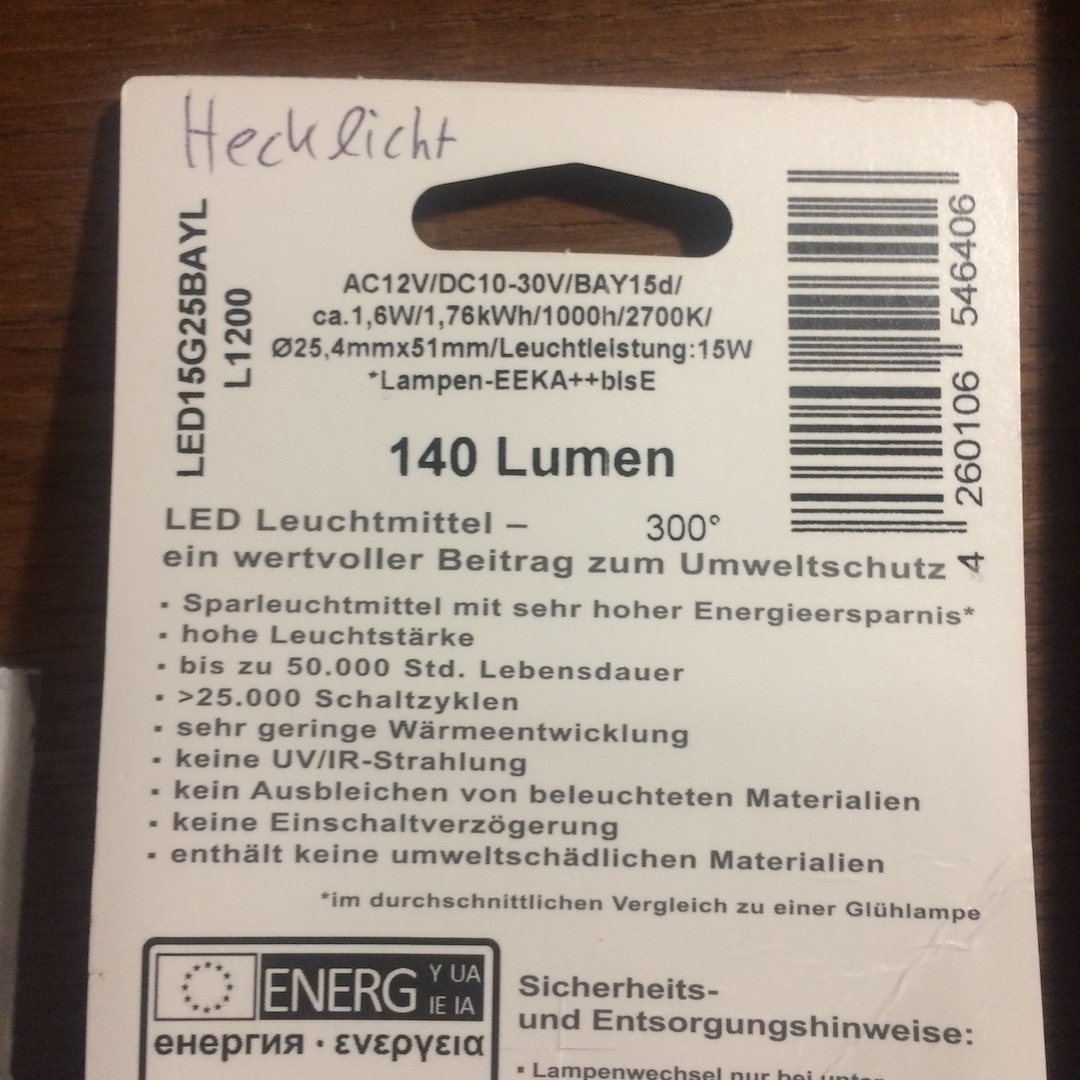 Hecklicht
LED15G25BAYL
L1200
AC12V/DC10-30V/BAY15d/
ca.1,6W/1,76kWh/1000h/2700K/
Ø25,4mmx51mm/Leuchtleistung:15W
*Lampen-EEKA++bisE
140 Lumen
4 260106 546406
LED Leuchtmittel – 300°
ein wertvoller Beitrag zum Umweltschutz
▪ Sparleuchtmittel mit sehr hoher Energieersparnis*
▪ hohe Leuchtstärke
▪ bis zu 50.000 Std. Lebensdauer
▪ >25.000 Schaltzyklen
▪ sehr geringe Wärmeentwicklung
▪ keine UV/IR-Strahlung
▪ kein Ausbleichen von beleuchteten Materialien
▪ keine Einschaltverzögerung
▪ enthält keine umweltschädlichen Materialien
*im durchschnittlichen Vergleich zu einer Glühlampe
ENERG Y UA
IE IA
енергия · ενεργεια
Sicherheits-
und Entsorgungshinweise:
▪ Lampenwechsel nur bei unter-